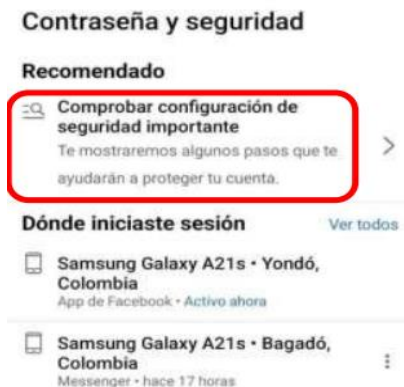 Contraseña y seguridad
Recomendado
Comprobar configuración de
seguridad importante
Te mostraremos algunos pasos que te
ayudarán a proteger tu cuenta.
Dónde iniciaste sesión Ver todos
Samsung Galaxy A21s • Yondó,
Colombia
App de Facebook • Activo ahora
Samsung Galaxy A21s • Bagadó,
Colombia
Messenger • hace 17 horas